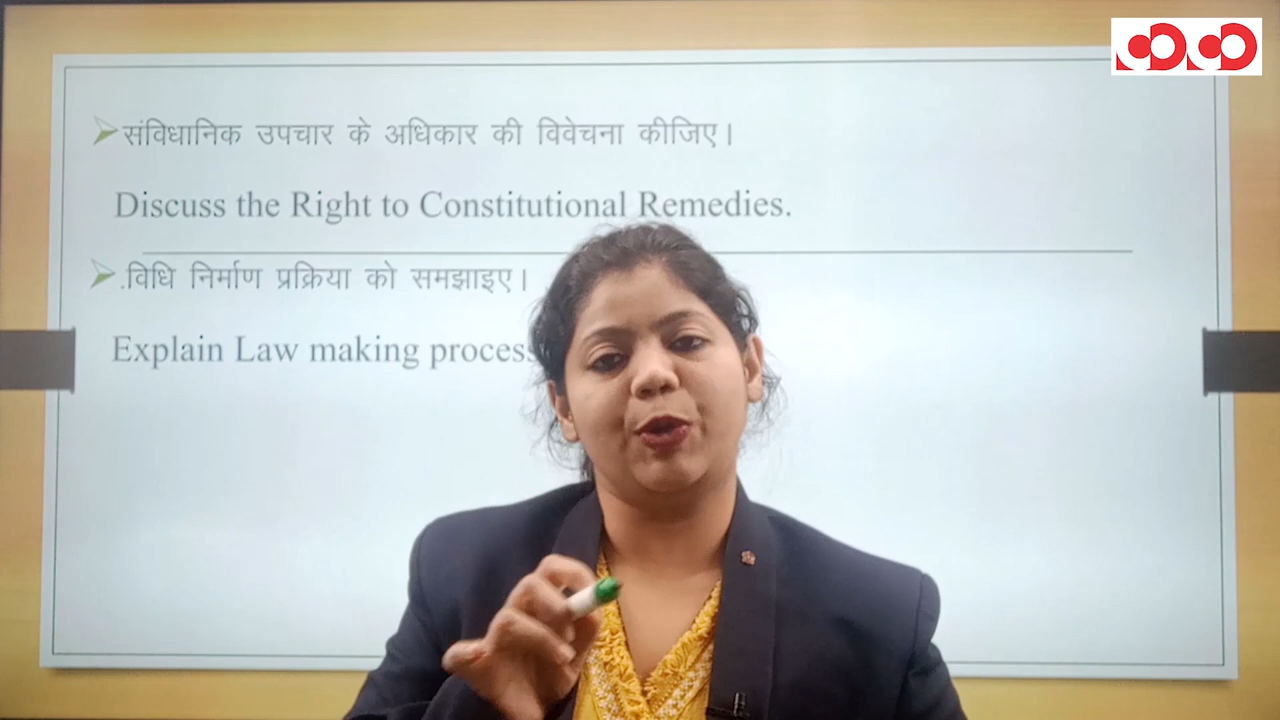 संविधानिक उपचार के अधिकार की विवेचना कीजिए।
Discuss the Right to Constitutional Remedies.
.विधि निर्माण प्रक्रिया को समझाइए।
Explain Law making process